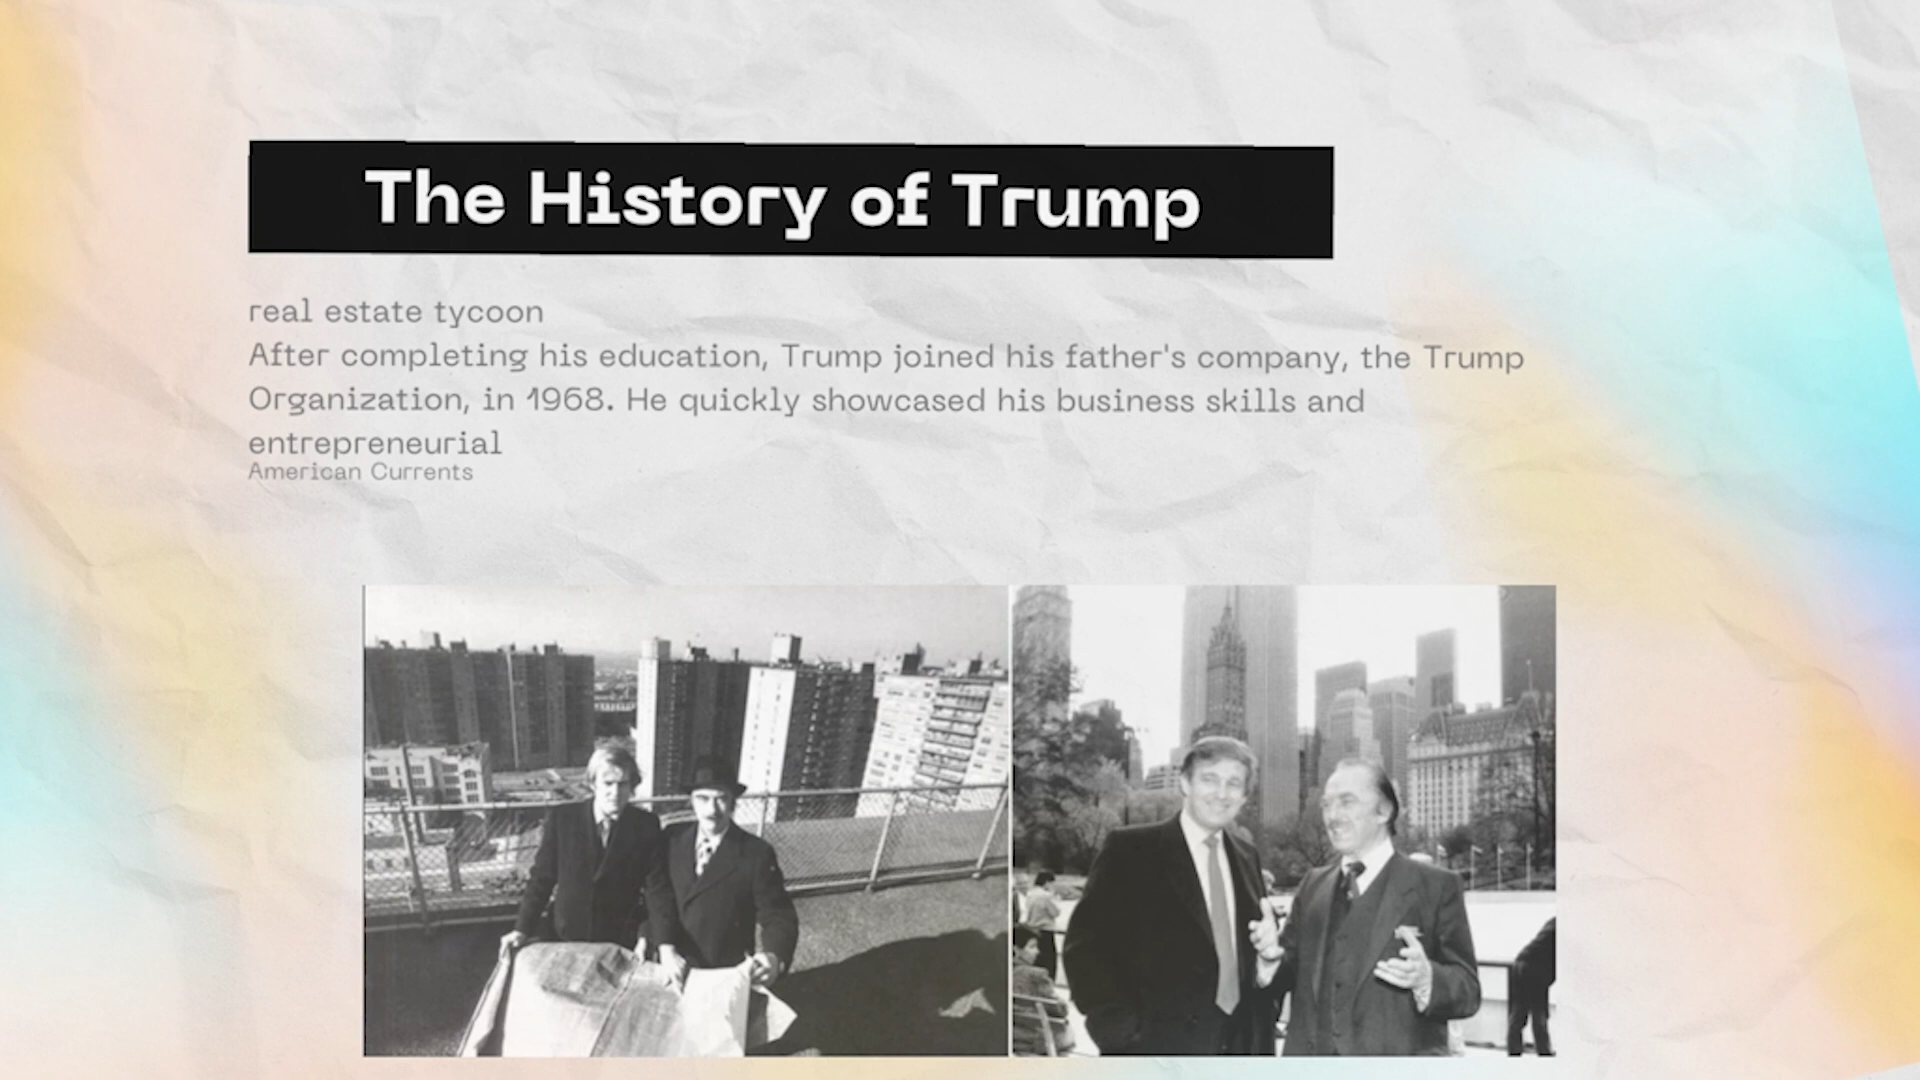 The History of Trump
real estate tycoon
After completing his education, Trump joined his father's company, the Trump
Organization, in 1968. He quickly showcased his business skills and
entrepreneurial
American Currents